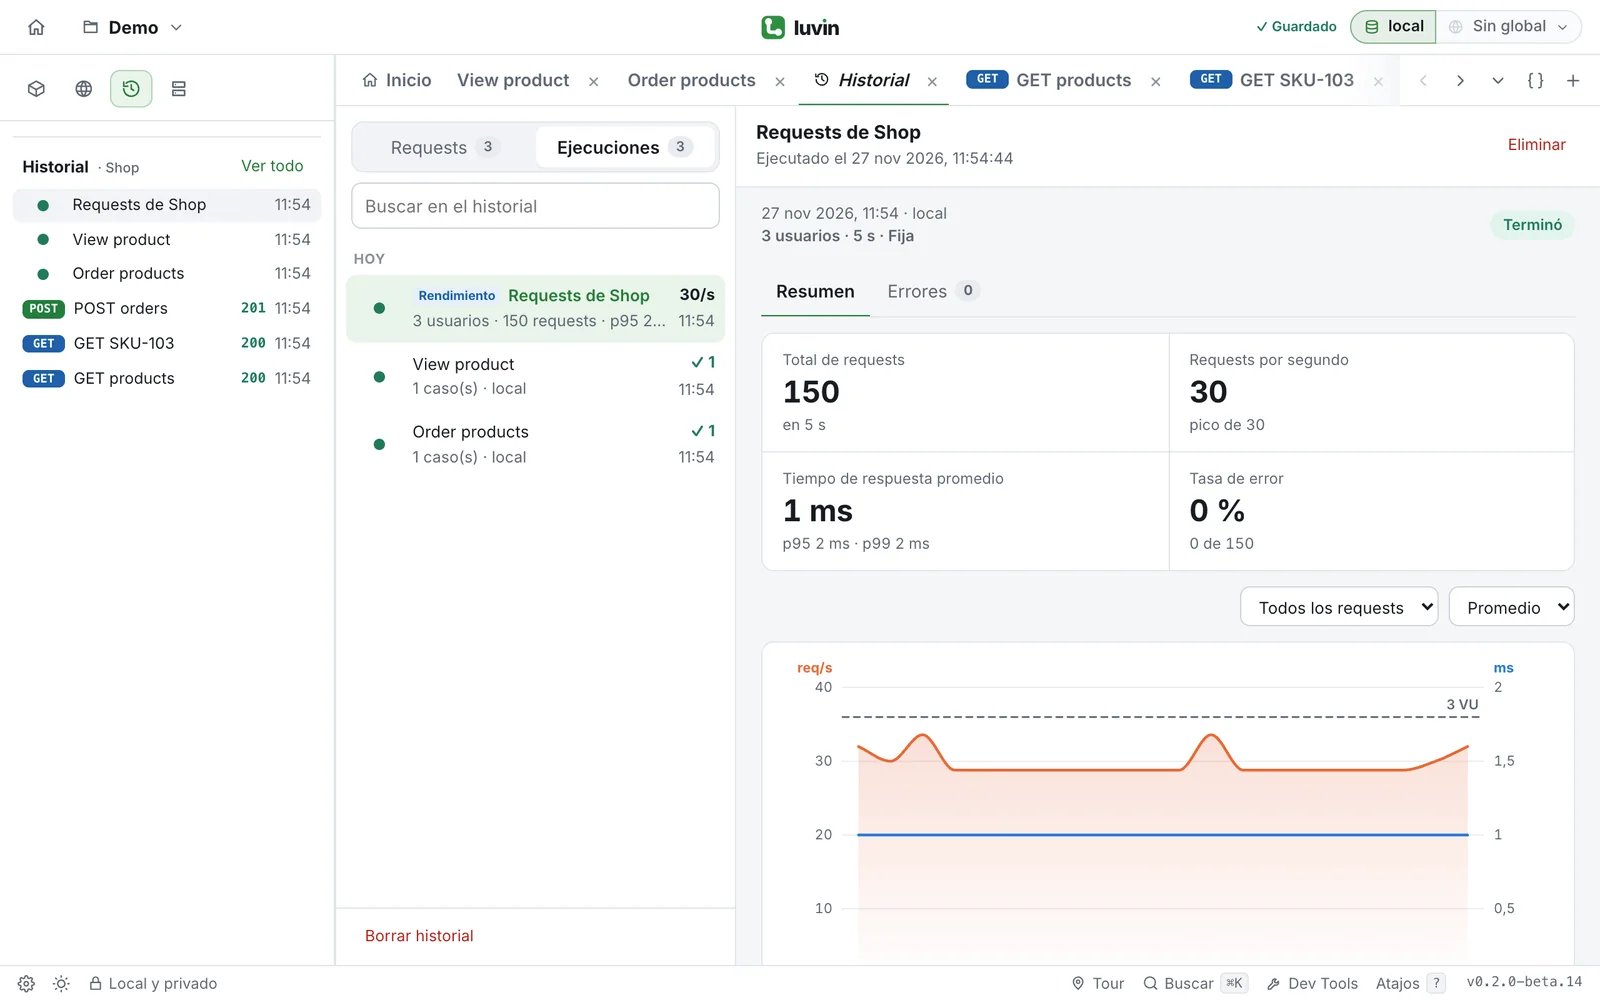 Demo
luvin
Guardado
local
Sin global
Inicio
View product
Order products
Historial
GET GET products
GET GET SKU-103
{ }
Historial · Shop
Ver todo
Requests de Shop 11:54
View product 11:54
Order products 11:54
POST POST orders 201 11:54
GET GET SKU-103 200 11:54
GET GET products 200 11:54
Requests 3
Ejecuciones 3
Buscar en el historial
HOY
Rendimiento Requests de Shop 30/s
3 usuarios · 150 requests · p95 2... 11:54
View product ✓ 1
1 caso(s) · local 11:54
Order products ✓ 1
1 caso(s) · local 11:54
Borrar historial
Requests de Shop
Ejecutado el 27 nov 2026, 11:54:44
Eliminar
27 nov 2026, 11:54 · local
3 usuarios · 5 s · Fija
Terminó
Resumen
Errores 0
Total de requests
150
en 5 s
Requests por segundo
30
pico de 30
Tiempo de respuesta promedio
1 ms
p95 2 ms · p99 2 ms
Tasa de error
0 %
0 de 150
Todos los requests
Promedio
req/s
ms
40
2
3 VU
30
1,5
20
1
10
0,5
Local y privado
Tour
Buscar ⌘K
Dev Tools
Atajos ?
v0.2.0-beta.14